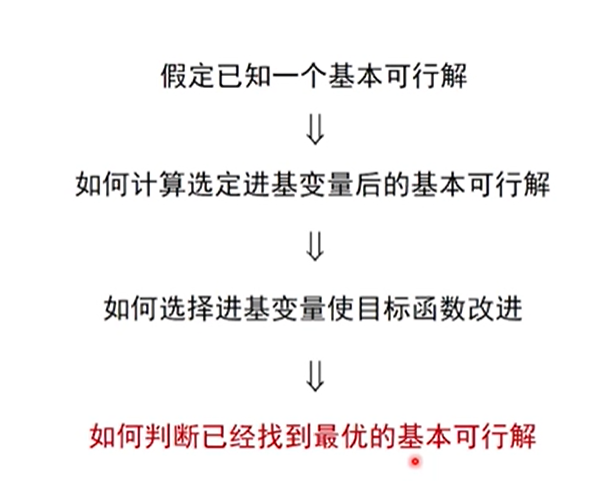 假定已知一个基本可行解
⇓
如何计算选定进基变量后的基本可行解
⇓
如何选择进基变量使目标函数改进
⇓
如何判断已经找到最优的基本可行解